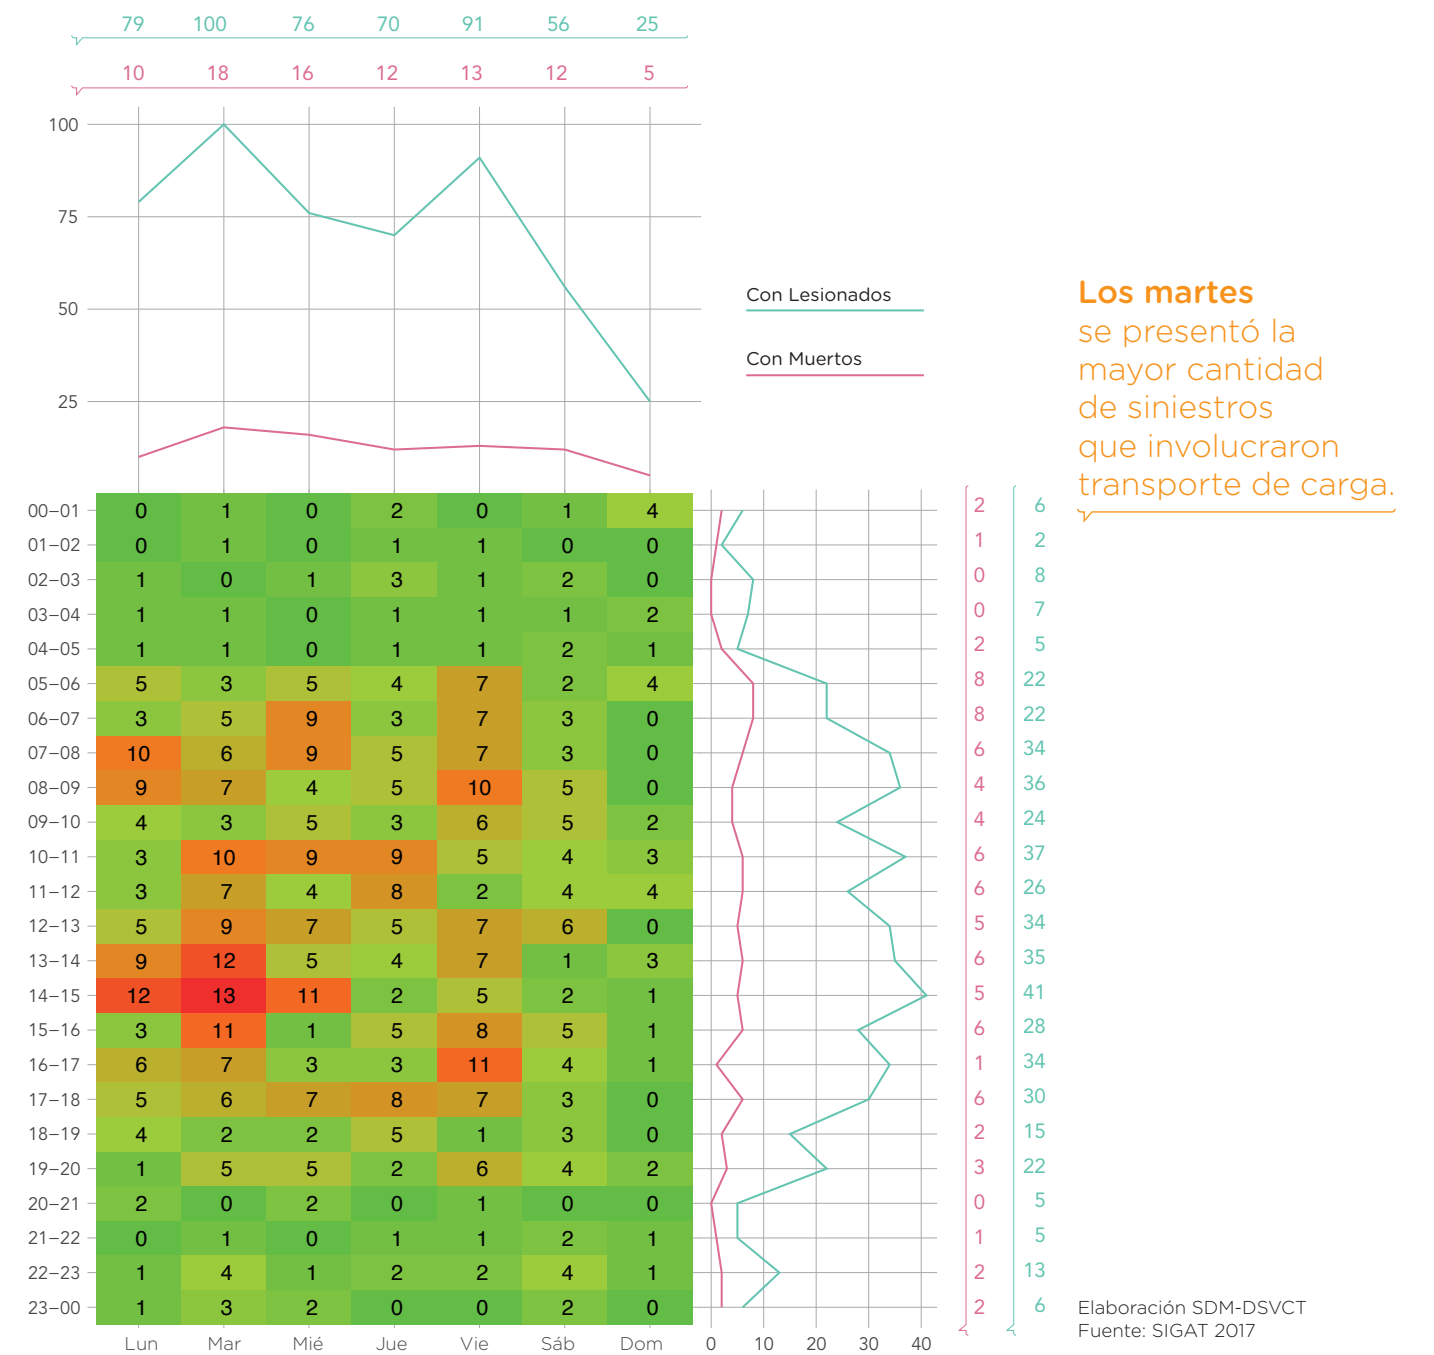 79 100 76 70 91 56 25
10 18 16 12 13 12 5
100
75
50
25
Con Lesionados
Con Muertos
Los martes
se presentó la
mayor cantidad
de siniestros
que involucraron
transporte de carga.
00–01 0 1 0 2 0 1 4 2 6
01–02 0 1 0 1 1 0 0 1 2
02–03 1 0 1 3 1 2 0 0 8
03–04 1 1 0 1 1 1 2 0 7
04–05 1 1 0 1 1 2 1 2 5
05–06 5 3 5 4 7 2 4 8 22
06–07 3 5 9 3 7 3 0 8 22
07–08 10 6 9 5 7 3 0 6 34
08–09 9 7 4 5 10 5 0 4 36
09–10 4 3 5 3 6 5 2 4 24
10–11 3 10 9 9 5 4 3 6 37
11–12 3 7 4 8 2 4 4 6 26
12–13 5 9 7 5 7 6 0 5 34
13–14 9 12 5 4 7 1 3 6 35
14–15 12 13 11 2 5 2 1 5 41
15–16 3 11 1 5 8 5 1 6 28
16–17 6 7 3 3 11 4 1 1 34
17–18 5 6 7 8 7 3 0 6 30
18–19 4 2 2 5 1 3 0 2 15
19–20 1 5 5 2 6 4 2 3 22
20–21 2 0 2 0 1 0 0 0 5
21–22 0 1 0 1 1 2 1 1 5
22–23 1 4 1 2 2 4 1 2 13
23–00 1 3 2 0 0 2 0 2 6
Lun Mar Mié Jue Vie Sáb Dom 0 10 20 30 40
Elaboración SDM-DSVCT
Fuente: SIGAT 2017